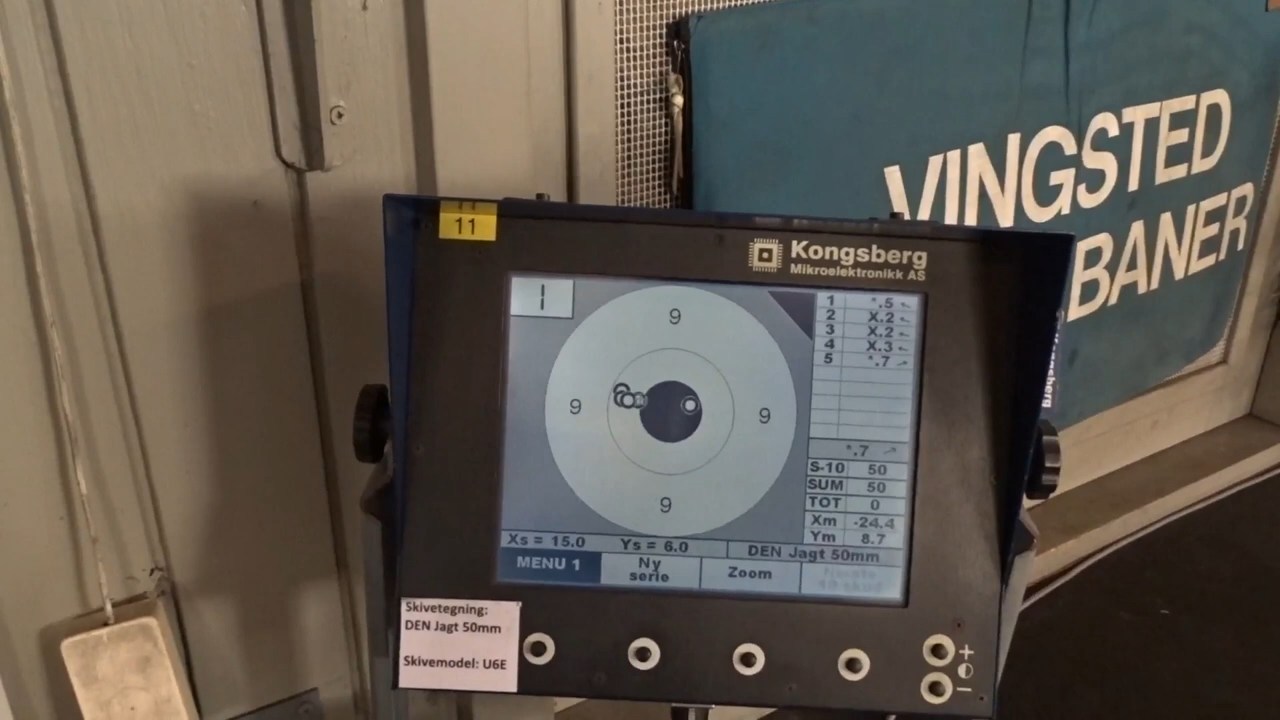 VINGSTED
BANER
11
Kongsberg
Mikroelektronikk AS
9
9
9
9
1 *.5
2 X.2
3 X.2
4 X.3
5 *.7
*.7
S-10 50
SUM 50
TOT 0
Xm -24.4
Ym 8.7
Xs = 15.0 Ys = 6.0 DEN Jagt 50mm
MENU 1
Ny
serie
Zoom
Skivetegning:
DEN Jagt 50mm
Skivemodel: U6E
+
-
Kongsberg